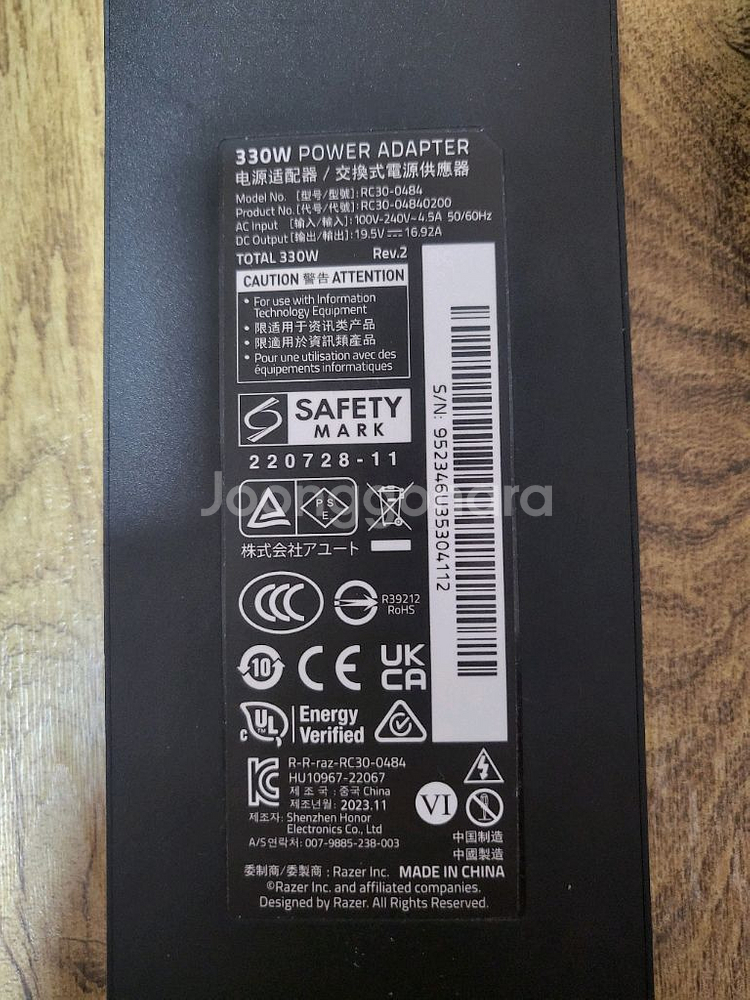 330W POWER ADAPTER
电源适配器 / 交換式電源供應器
Model No. [型号/型號]: RC30-0484
Product No. [代号/代號]: RC30-04840200
AC Input [输入/輸入]: 100V-240V~4.5A 50/60Hz
DC Output [输出/輸出]: 19.5V⎓16.92A
TOTAL 330W Rev.2
CAUTION 警告 ATTENTION
• For use with Information
Technology Equipment
• 限适用于资讯类产品
• 限適用於資訊類產品
• Pour une utilisation avec des
équipements informatiques
SAFETY
MARK
220728-11
PS
E
株式会社アユート
S/N: 952346U35304112
Joonggonara
CCC
R39212
RoHS
10
CE
UK
CA
c UL
TM
Energy
Verified
R-R-raz-RC30-0484
HU10967-22067
제 조 국 : 중국 China
제조년월: 2023.11
제조자: Shenzhen Honor
Electronics Co., Ltd
A/S연락처: 007-9885-238-003
VI
中国制造
中國製造
委制商/委製商 : Razer Inc. MADE IN CHINA
©Razer Inc. and affiliated companies.
Designed by Razer. All Rights Reserved.